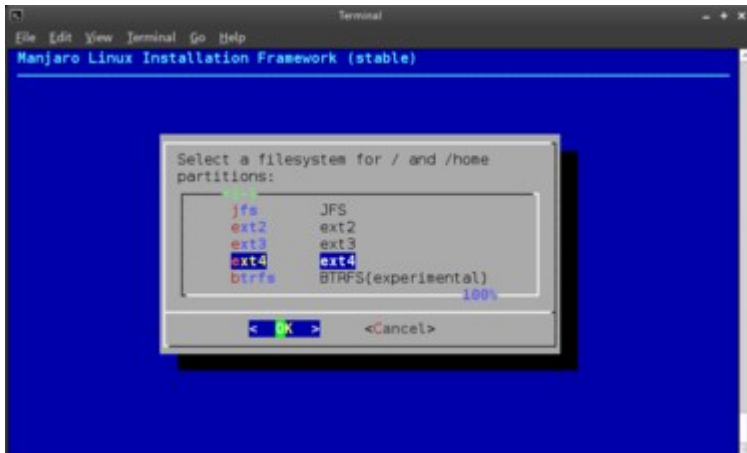 Terminal
File Edit View Terminal Go Help
Manjaro Linux Installation Framework (stable)
Select a filesystem for / and /home
partitions:
jfs JFS
ext2 ext2
ext3 ext3
ext4 ext4
btrfs BTRFS(experimental)
100%
< OK > <Cancel>